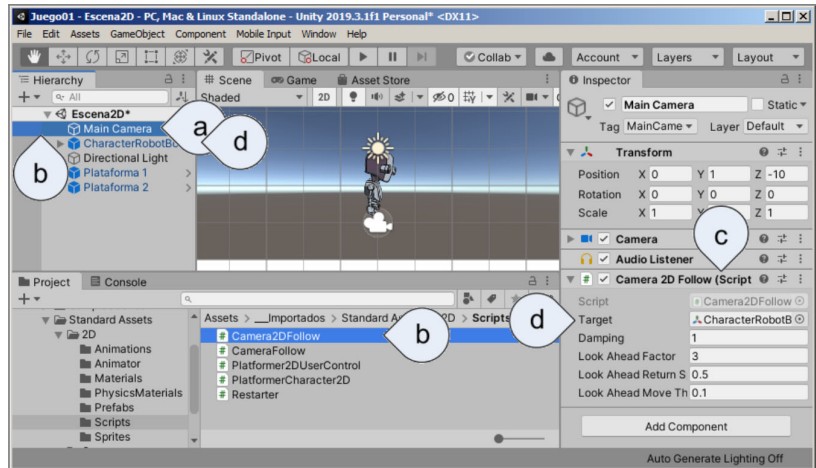 Juego01 - Escena2D - PC, Mac & Linux Standalone - Unity 2019.3.1f1 Personal* <DX11>
File Edit Assets GameObject Component Mobile Input Window Help
Pivot Local Collab Account Layers Layout
Hierarchy
All
Escena2D*
Main Camera
CharacterRobotBo
Directional Light
Plataforma 1
Plataforma 2
a
d
b
Scene Game Asset Store
Shaded 2D 0
Inspector
Main Camera Static
Tag MainCame Layer Default
Transform
Position X 0 Y 1 Z -10
Rotation X 0 Y 0 Z 0
Scale X 1 Z 1
c
Camera
Audio Listener
# Camera 2D Follow (Script
Script # Camera2DFollow
Target CharacterRobotB
Damping 1
Look Ahead Factor 3
Look Ahead Return S 0.5
Look Ahead Move Th 0.1
Add Component
d
Project Console
Standard Assets
2D
Animations
Animator
Materials
PhysicsMaterials
Prefabs
Scripts
Sprites
Assets > __Importados > Standard As 2D > Scripts
# Camera2DFollow
# CameraFollow
# Platformer2DUserControl
# PlatformerCharacter2D
# Restarter
b
Auto Generate Lighting Off